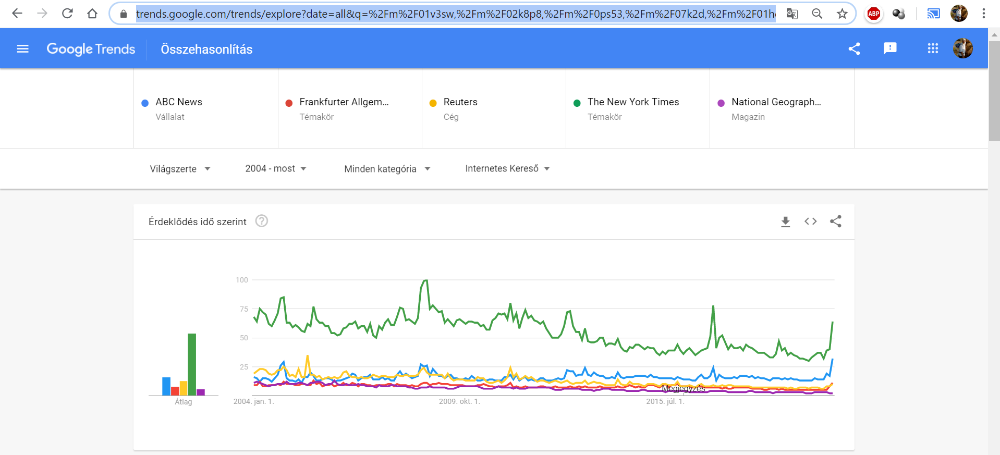 trends.google.com/trends/explore?date=all&q=%2Fm%2F01v3sw,%2Fm%2F02k8p8,%2Fm%2F0ps53,%2Fm%2F07k2d,%2Fm%2F01h
ABP
Google Trends
Összehasonlítás
ABC News
Vállalat
Frankfurter Allgem...
Témakör
Reuters
Cég
The New York Times
Témakör
National Geograph...
Magazin
Világszerte
2004 - most
Minden kategória
Internetes Kereső
Érdeklődés idő szerint
100
75
50
25
Megjegyzés
Átlag
2004. jan. 1.
2009. okt. 1.
2015. júl. 1.